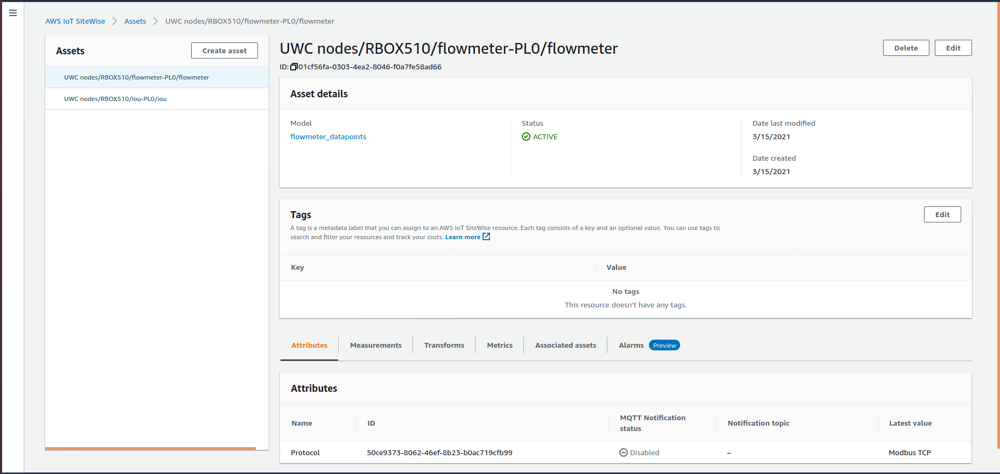 AWS IoT SiteWise
Assets
UWC nodes/RBOX510/flowmeter-PL0/flowmeter
Assets
Create asset
UWC nodes/RBOX510/flowmeter-PL0/flowmeter
UWC nodes/RBOX510/iou-PL0/iou
UWC nodes/RBOX510/flowmeter-PL0/flowmeter
Delete
Edit
ID: 01cf56fa-0303-4ea2-8046-f0a7fe58ad66
Asset details
Model
flowmeter_datapoints
Status
ACTIVE
Date last modified
3/15/2021
Date created
3/15/2021
Tags
Edit
A tag is a metadata label that you can assign to an AWS IoT SiteWise resource. Each tag consists of a key and an optional value. You can use tags to
search and filter your resources and track your costs. Learn more
Key
Value
No tags
This resource doesn't have any tags.
Attributes
Measurements
Transforms
Metrics
Associated assets
Alarms
Preview
Attributes
Name
ID
MQTT Notification
status
Notification topic
Latest value
Protocol
50ce9373-8062-46ef-8b23-b0ac719cfb99
Disabled
–
Modbus TCP